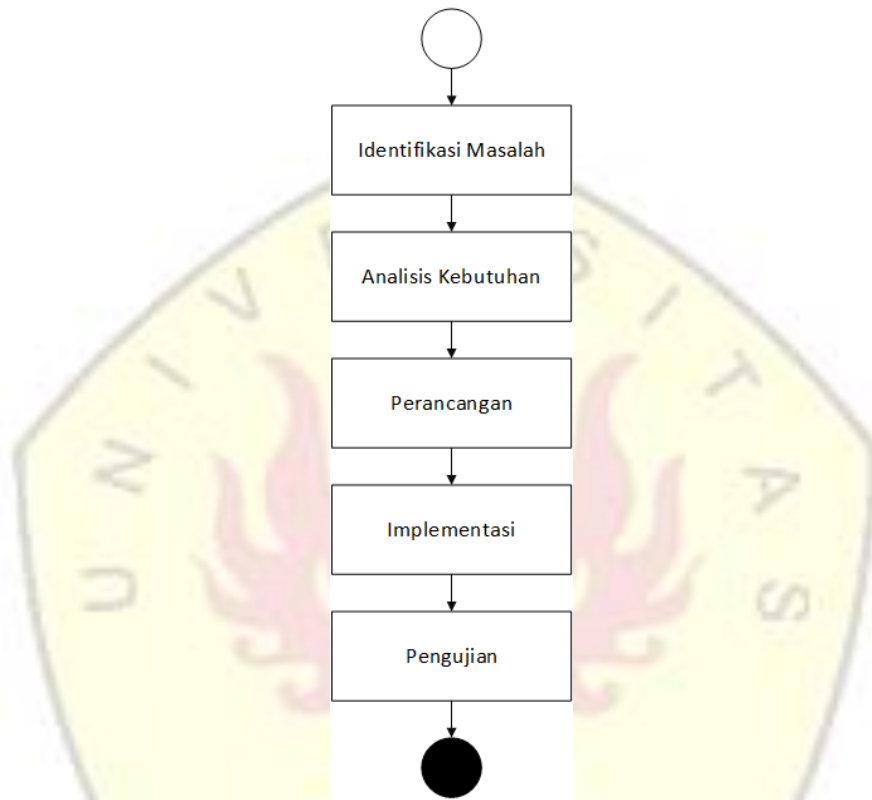 Identifikasi Masalah
Analisis Kebutuhan
Perancangan
Implementasi
Pengujian